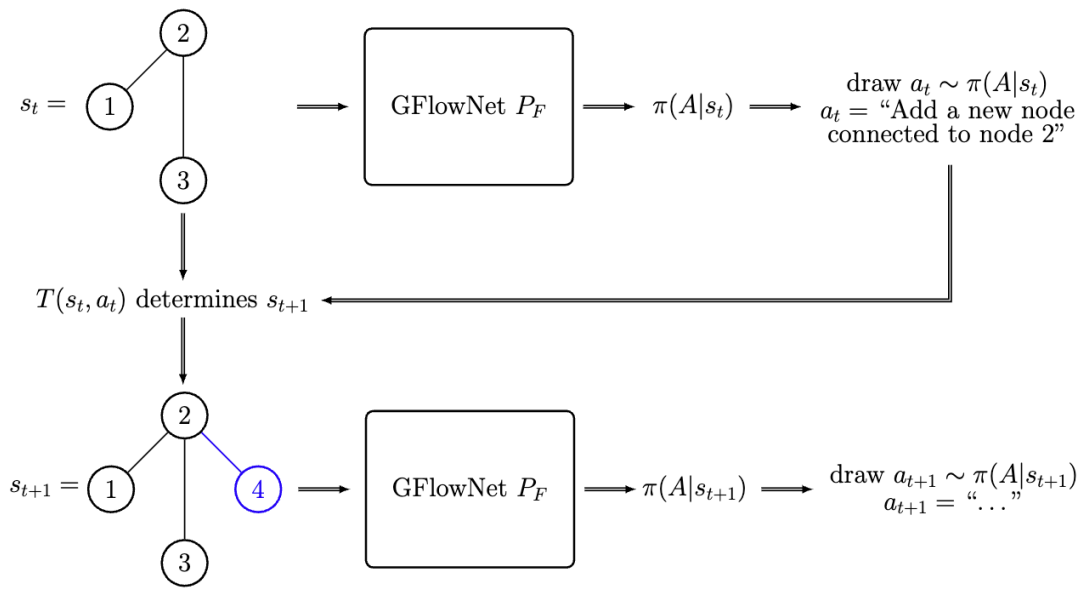 2
s_t =
1
GFlowNet P_F
π(A|s_t)
draw a_t ∼ π(A|s_t)
a_t = “Add a new node
connected to node 2”
3
T(s_t, a_t) determines s_{t+1}
2
s_{t+1} =
1
4
GFlowNet P_F
π(A|s_{t+1})
draw a_{t+1} ∼ π(A|s_{t+1})
a_{t+1} = “…”
3